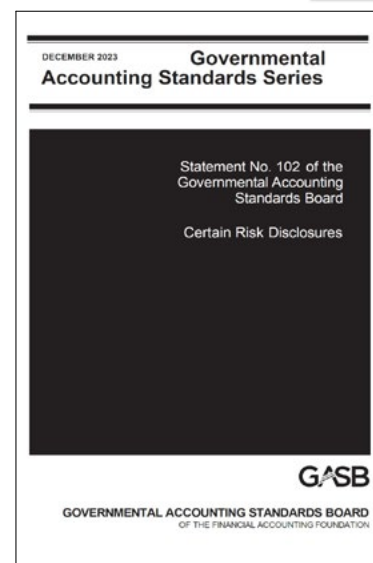 DECEMBER 2023 Governmental
Accounting Standards Series
Statement No. 102 of the
Governmental Accounting
Standards Board
Certain Risk Disclosures
GASB
GOVERNMENTAL ACCOUNTING STANDARDS BOARD
OF THE FINANCIAL ACCOUNTING FOUNDATION